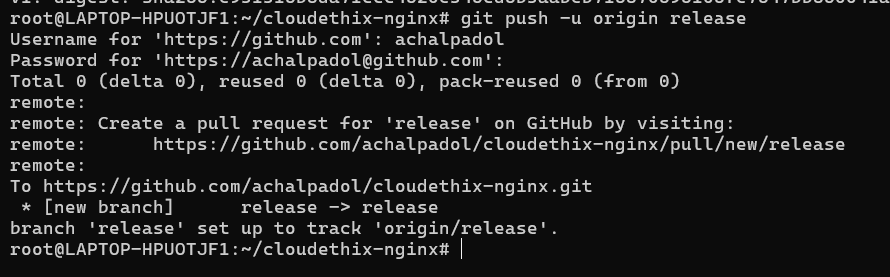 root@LAPTOP-HPUOTJF1:~/cloudethix-nginx# git push -u origin release
Username for 'https://github.com': achalpadol
Password for 'https://achalpadol@github.com':
Total 0 (delta 0), reused 0 (delta 0), pack-reused 0 (from 0)
remote:
remote: Create a pull request for 'release' on GitHub by visiting:
remote:      https://github.com/achalpadol/cloudethix-nginx/pull/new/release
remote:
To https://github.com/achalpadol/cloudethix-nginx.git
 * [new branch]      release -> release
branch 'release' set up to track 'origin/release'.
root@LAPTOP-HPUOTJF1:~/cloudethix-nginx#